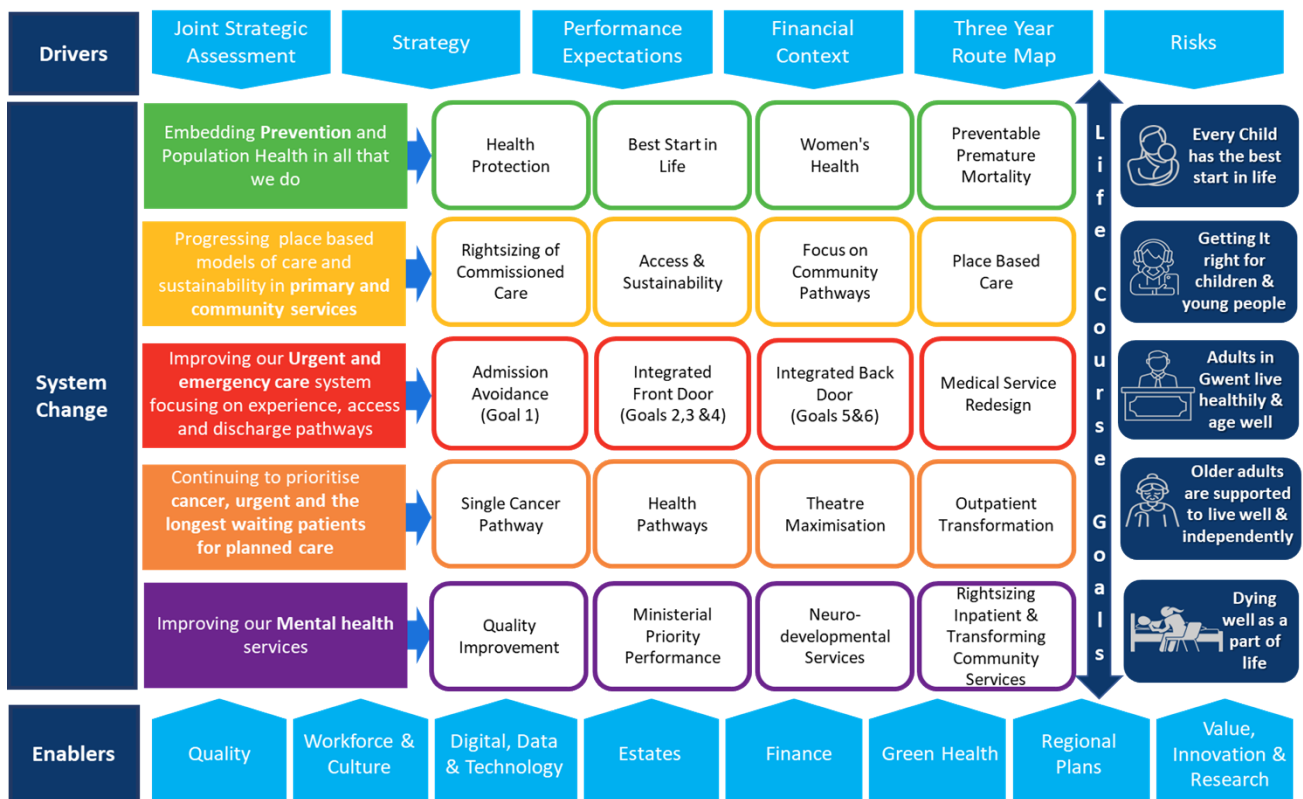 Drivers
Joint Strategic
Assessment
Strategy
Performance
Expectations
Financial
Context
Three Year
Route Map
Risks
System
Change
Embedding Prevention and
Population Health in all that
we do
Health
Protection
Best Start in
Life
Women's
Health
Preventable
Premature
Mortality
Progressing place based
models of care and
sustainability in primary and
community services
Rightsizing of
Commissioned
Care
Access &
Sustainability
Focus on
Community
Pathways
Place Based
Care
Improving our Urgent and
emergency care system
focusing on experience, access
and discharge pathways
Admission
Avoidance
(Goal 1)
Integrated
Front Door
(Goals 2,3 &4)
Integrated Back
Door
(Goals 5&6)
Medical Service
Redesign
Continuing to prioritise
cancer, urgent and the
longest waiting patients
for planned care
Single Cancer
Pathway
Health
Pathways
Theatre
Maximisation
Outpatient
Transformation
Improving our Mental health
services
Quality
Improvement
Ministerial
Priority
Performance
Neuro-
developmental
Services
Rightsizing
Inpatient &
Transforming
Community
Services
Life Course Goals
Every Child
has the best
start in life
Getting It
right for
children &
young people
Adults in
Gwent live
healthily &
age well
Older adults
are supported
to live well &
independently
Dying
well as a
part of
life
Enablers
Quality
Workforce &
Culture
Digital, Data
& Technology
Estates
Finance
Green Health
Regional
Plans
Value,
Innovation &
Research